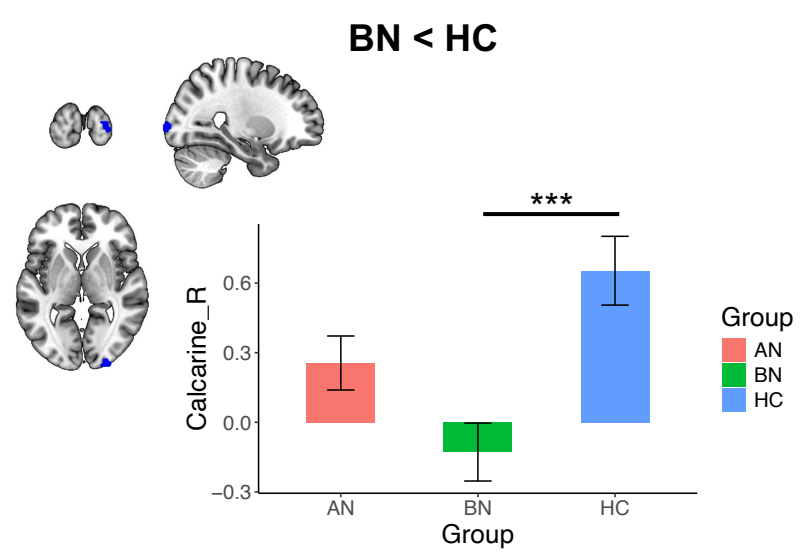 BN < HC
***
Calcarine_R
0.6
0.3
0.0
−0.3
AN
BN
HC
Group
Group
AN
BN
HC